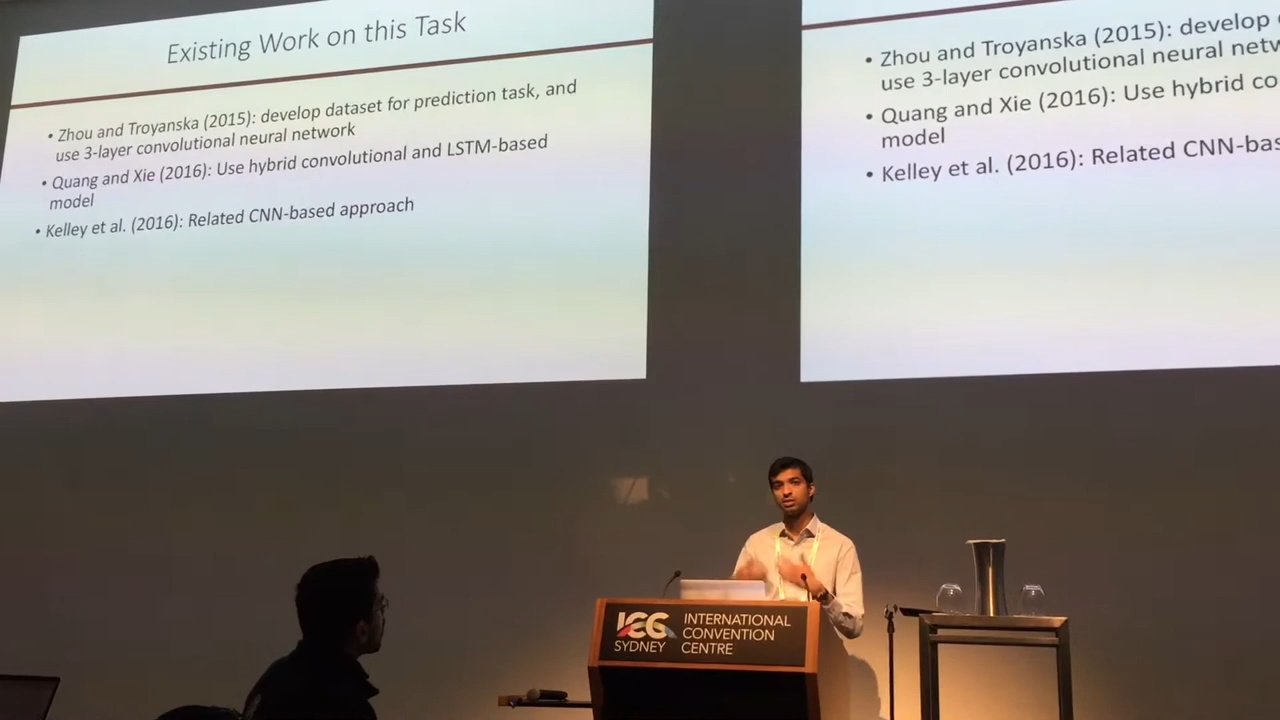 Existing Work on this Task
• Zhou and Troyanska (2015): develop dataset for prediction task, and
use 3-layer convolutional neural network
• Quang and Xie (2016): Use hybrid convolutional and LSTM-based
model
• Kelley et al. (2016): Related CNN-based approach
• Zhou and Troyanska (2015): develop
use 3-layer convolutional neural netw
• Quang and Xie (2016): Use hybrid co
model
• Kelley et al. (2016): Related CNN-bas
ICC
SYDNEY
INTERNATIONAL
CONVENTION
CENTRE